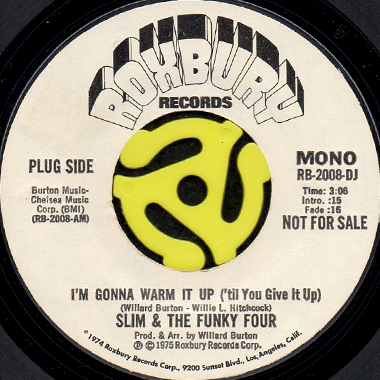 ROXBURY
RECORDS
PLUG SIDE
Burton Music-
Chelsea Music
Corp. (BMI)
(RB-2008-AM)
MONO
RB-2008-DJ
Time: 3:06
Intro.: :15
Fade: :16
NOT FOR SALE
I'M GONNA WARM IT UP ('til You Give It Up)
(Willard Burton - Willie L. Hitchcock)
SLIM & THE FUNKY FOUR
Prod. & Arr. by Willard Burton
℗ © 1975 Roxbury Records
© 1974 Roxbury Records Corp., 9200 Sunset Blvd., Los Angeles, Calif.